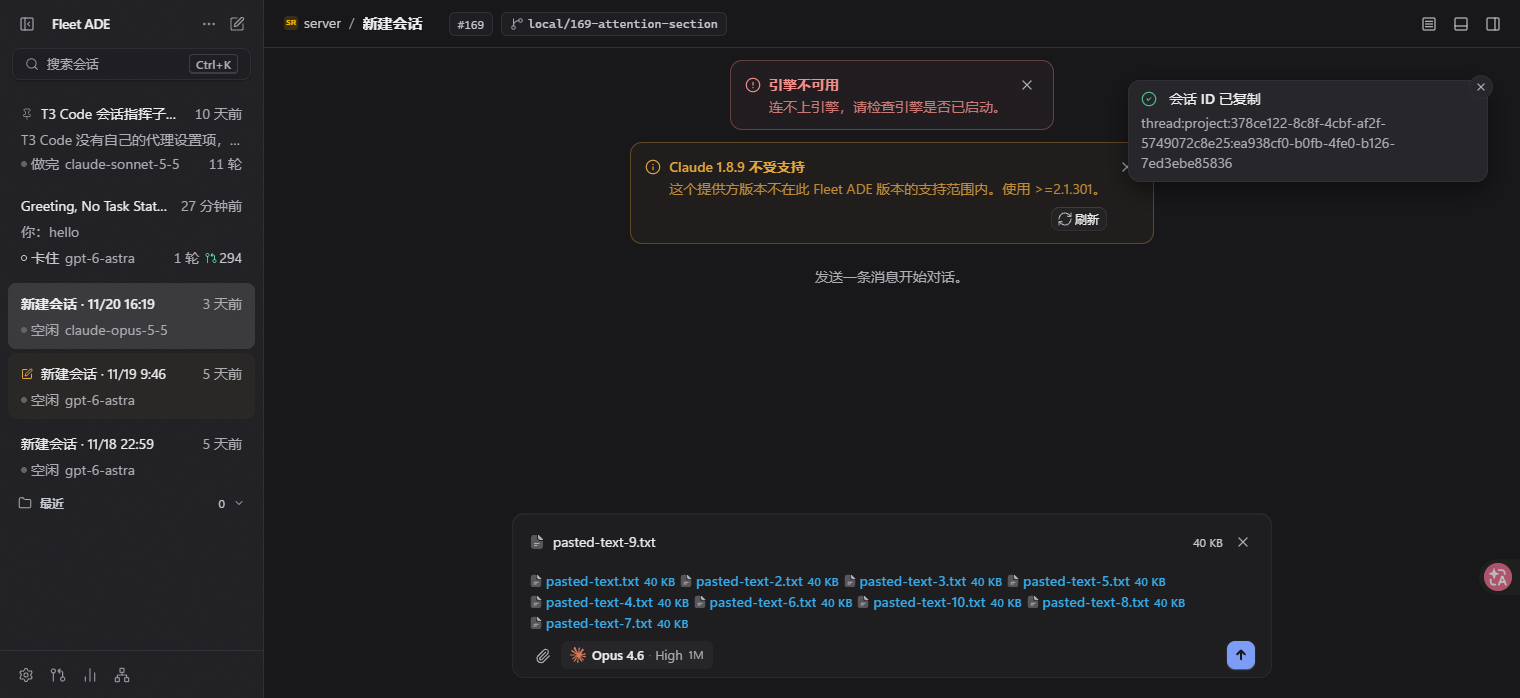 Fleet ADE
搜索会话 Ctrl+K
T3 Code 会话指挥子... 10 天前
T3 Code 没有自己的代理设置项，...
做完 claude-sonnet-5-5 11 轮
Greeting, No Task Stat... 27 分钟前
你：hello
卡住 gpt-6-astra 1 轮 294
新建会话 · 11/20 16:19 3 天前
空闲 claude-opus-5-5
新建会话 · 11/19 9:46 5 天前
空闲 gpt-6-astra
新建会话 · 11/18 22:59 5 天前
空闲 gpt-6-astra
最近 0
SR server / 新建会话 #169 local/169-attention-section
引擎不可用
连不上引擎，请检查引擎是否已启动。
Claude 1.8.9 不受支持
这个提供方版本不在此 Fleet ADE 版本的支持范围内。使用 >=2.1.301。
刷新
会话 ID 已复制
thread:project:378ce122-8c8f-4cbf-af2f-
5749072c8e25:ea938cf0-b0fb-4fe0-b126-
7ed3ebe85836
发送一条消息开始对话。
pasted-text-9.txt 40 KB
pasted-text.txt 40 KB pasted-text-2.txt 40 KB pasted-text-3.txt 40 KB pasted-text-5.txt 40 KB
pasted-text-4.txt 40 KB pasted-text-6.txt 40 KB pasted-text-10.txt 40 KB pasted-text-8.txt 40 KB
pasted-text-7.txt 40 KB
Opus 4.6 · High 1M